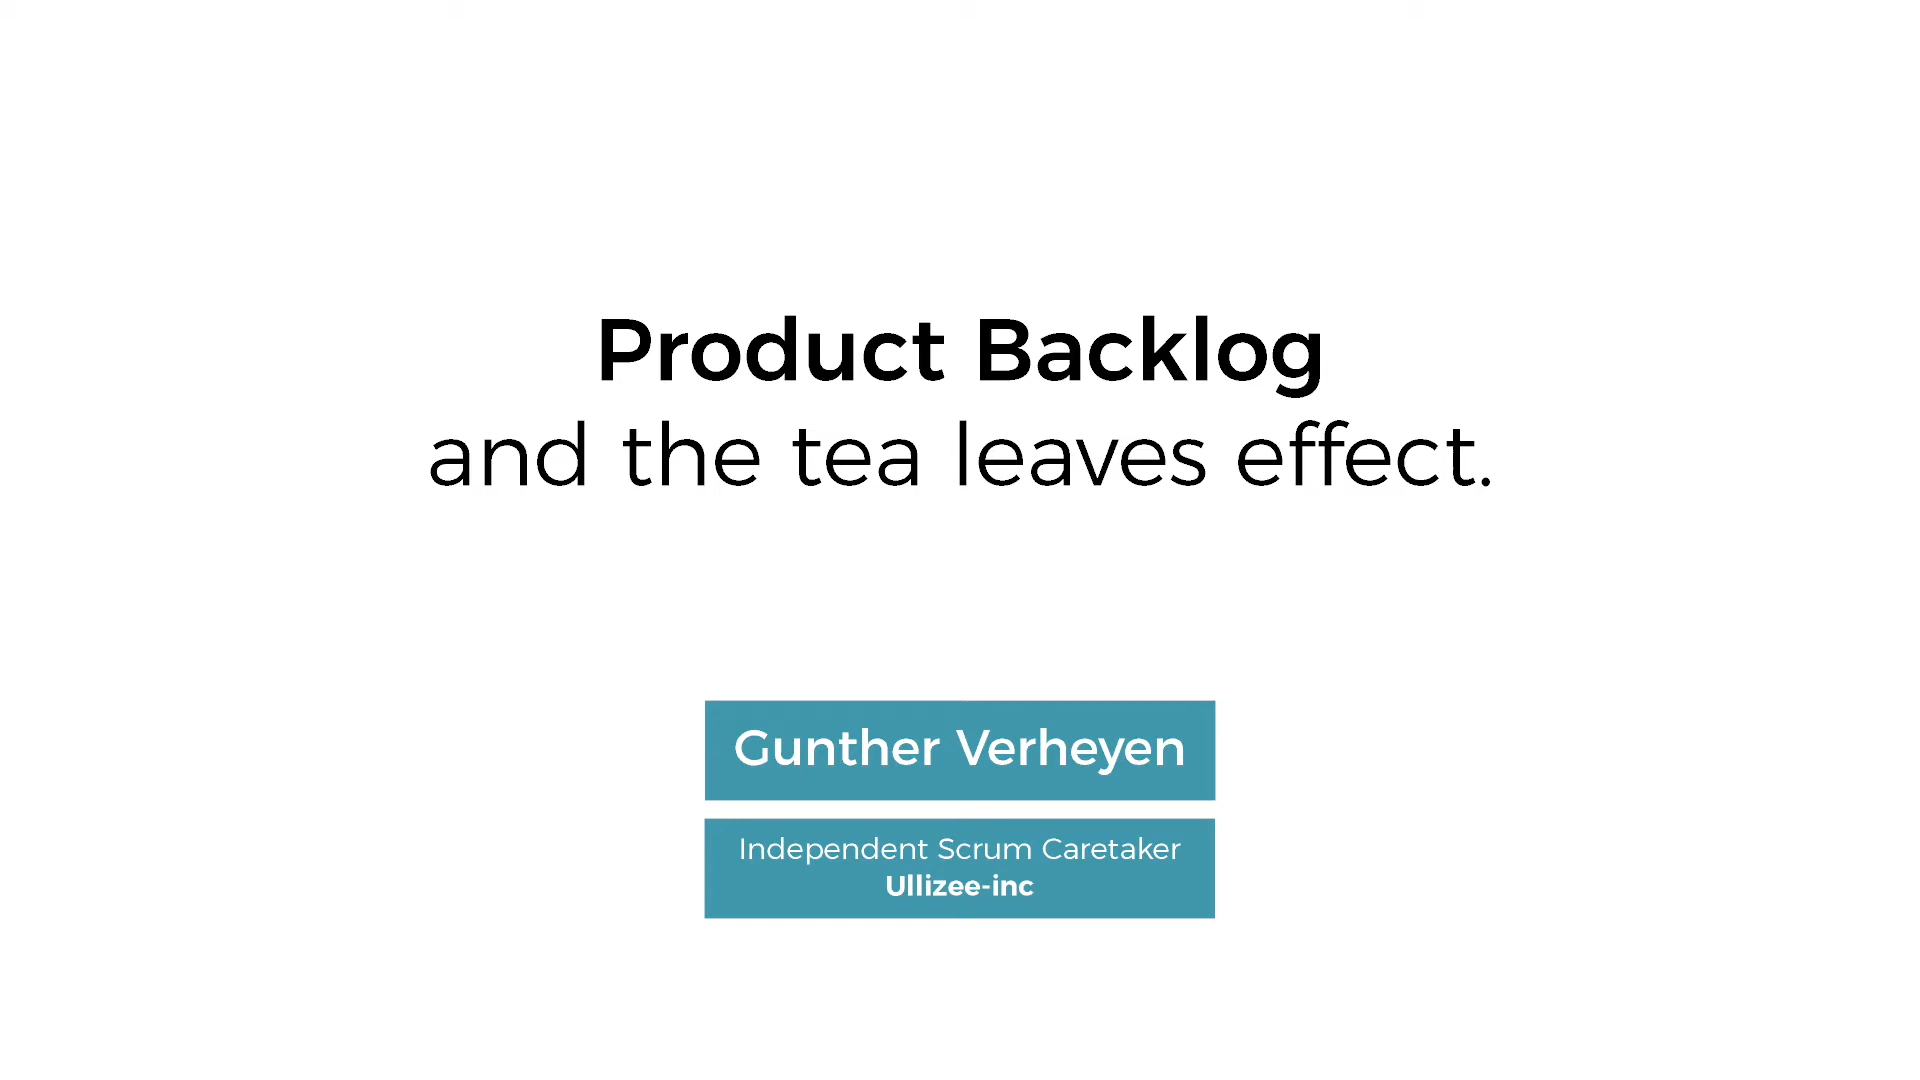 Product Backlog
and the tea leaves effect.
Gunther Verheyen
Independent Scrum Caretaker
Ullizee-inc